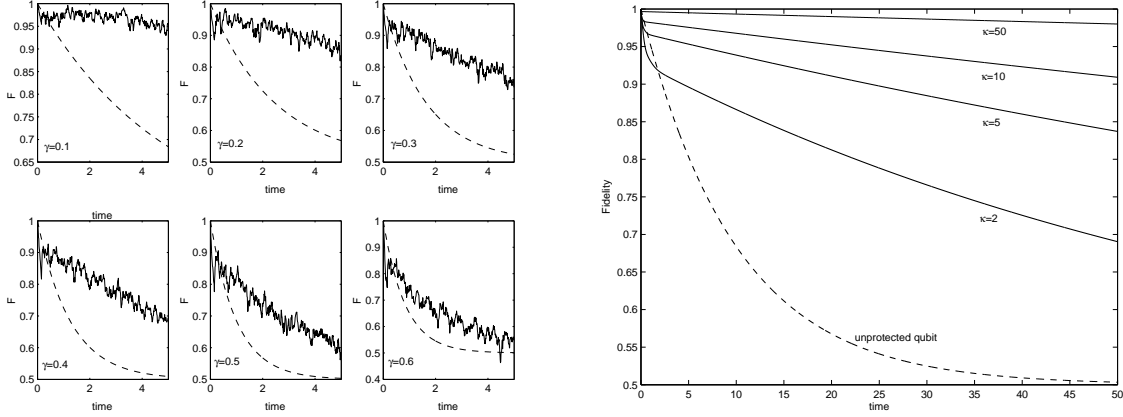 1
0.95
0.9
0.85
0.8
0.75
0.7
0.65
F
γ=0.1
0 2 4
time
1
0.9
0.8
0.7
0.6
0.5
F
γ=0.2
0 2 4
time
1
0.9
0.8
0.7
0.6
0.5
F
γ=0.3
0 2 4
time
time
1
0.9
0.8
0.7
0.6
0.5
F
γ=0.4
0 2 4
time
1
0.9
0.8
0.7
0.6
0.5
F
γ=0.5
0 2 4
time
1
0.9
0.8
0.7
0.6
0.5
0.4
F
γ=0.6
0 2 4
time
1
0.95
0.9
0.85
0.8
0.75
0.7
0.65
0.6
0.55
0.5
Fidelity
κ=50
κ=10
κ=5
κ=2
unprotected qubit
0 5 10 15 20 25 30 35 40 45 50
time